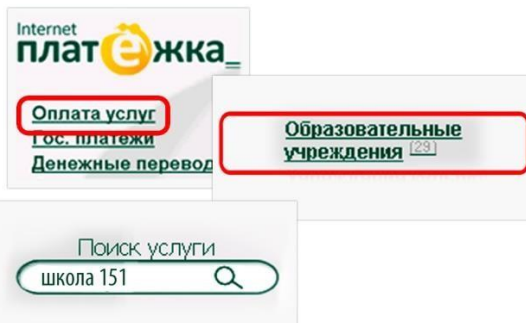 Internet
платёжка_
Оплата услуг
Гос. платежи
Денежные перевод
Образовательные
учреждения [29]
Поиск услуги
школа 151